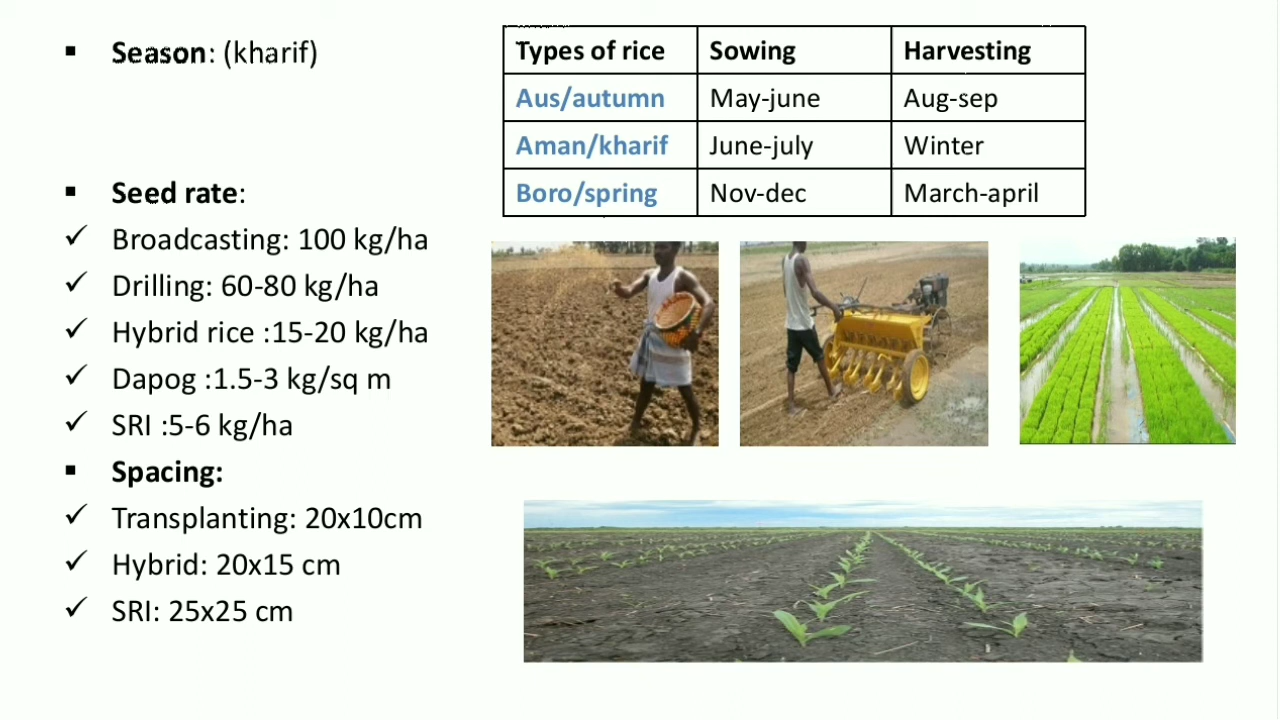 ▪ Season: (kharif)
Types of rice Sowing Harvesting
Aus/autumn May-june Aug-sep
Aman/kharif June-july Winter
Boro/spring Nov-dec March-april
▪ Seed rate:
✓ Broadcasting: 100 kg/ha
✓ Drilling: 60-80 kg/ha
✓ Hybrid rice :15-20 kg/ha
✓ Dapog :1.5-3 kg/sq m
✓ SRI :5-6 kg/ha
▪ Spacing:
✓ Transplanting: 20x10cm
✓ Hybrid: 20x15 cm
✓ SRI: 25x25 cm